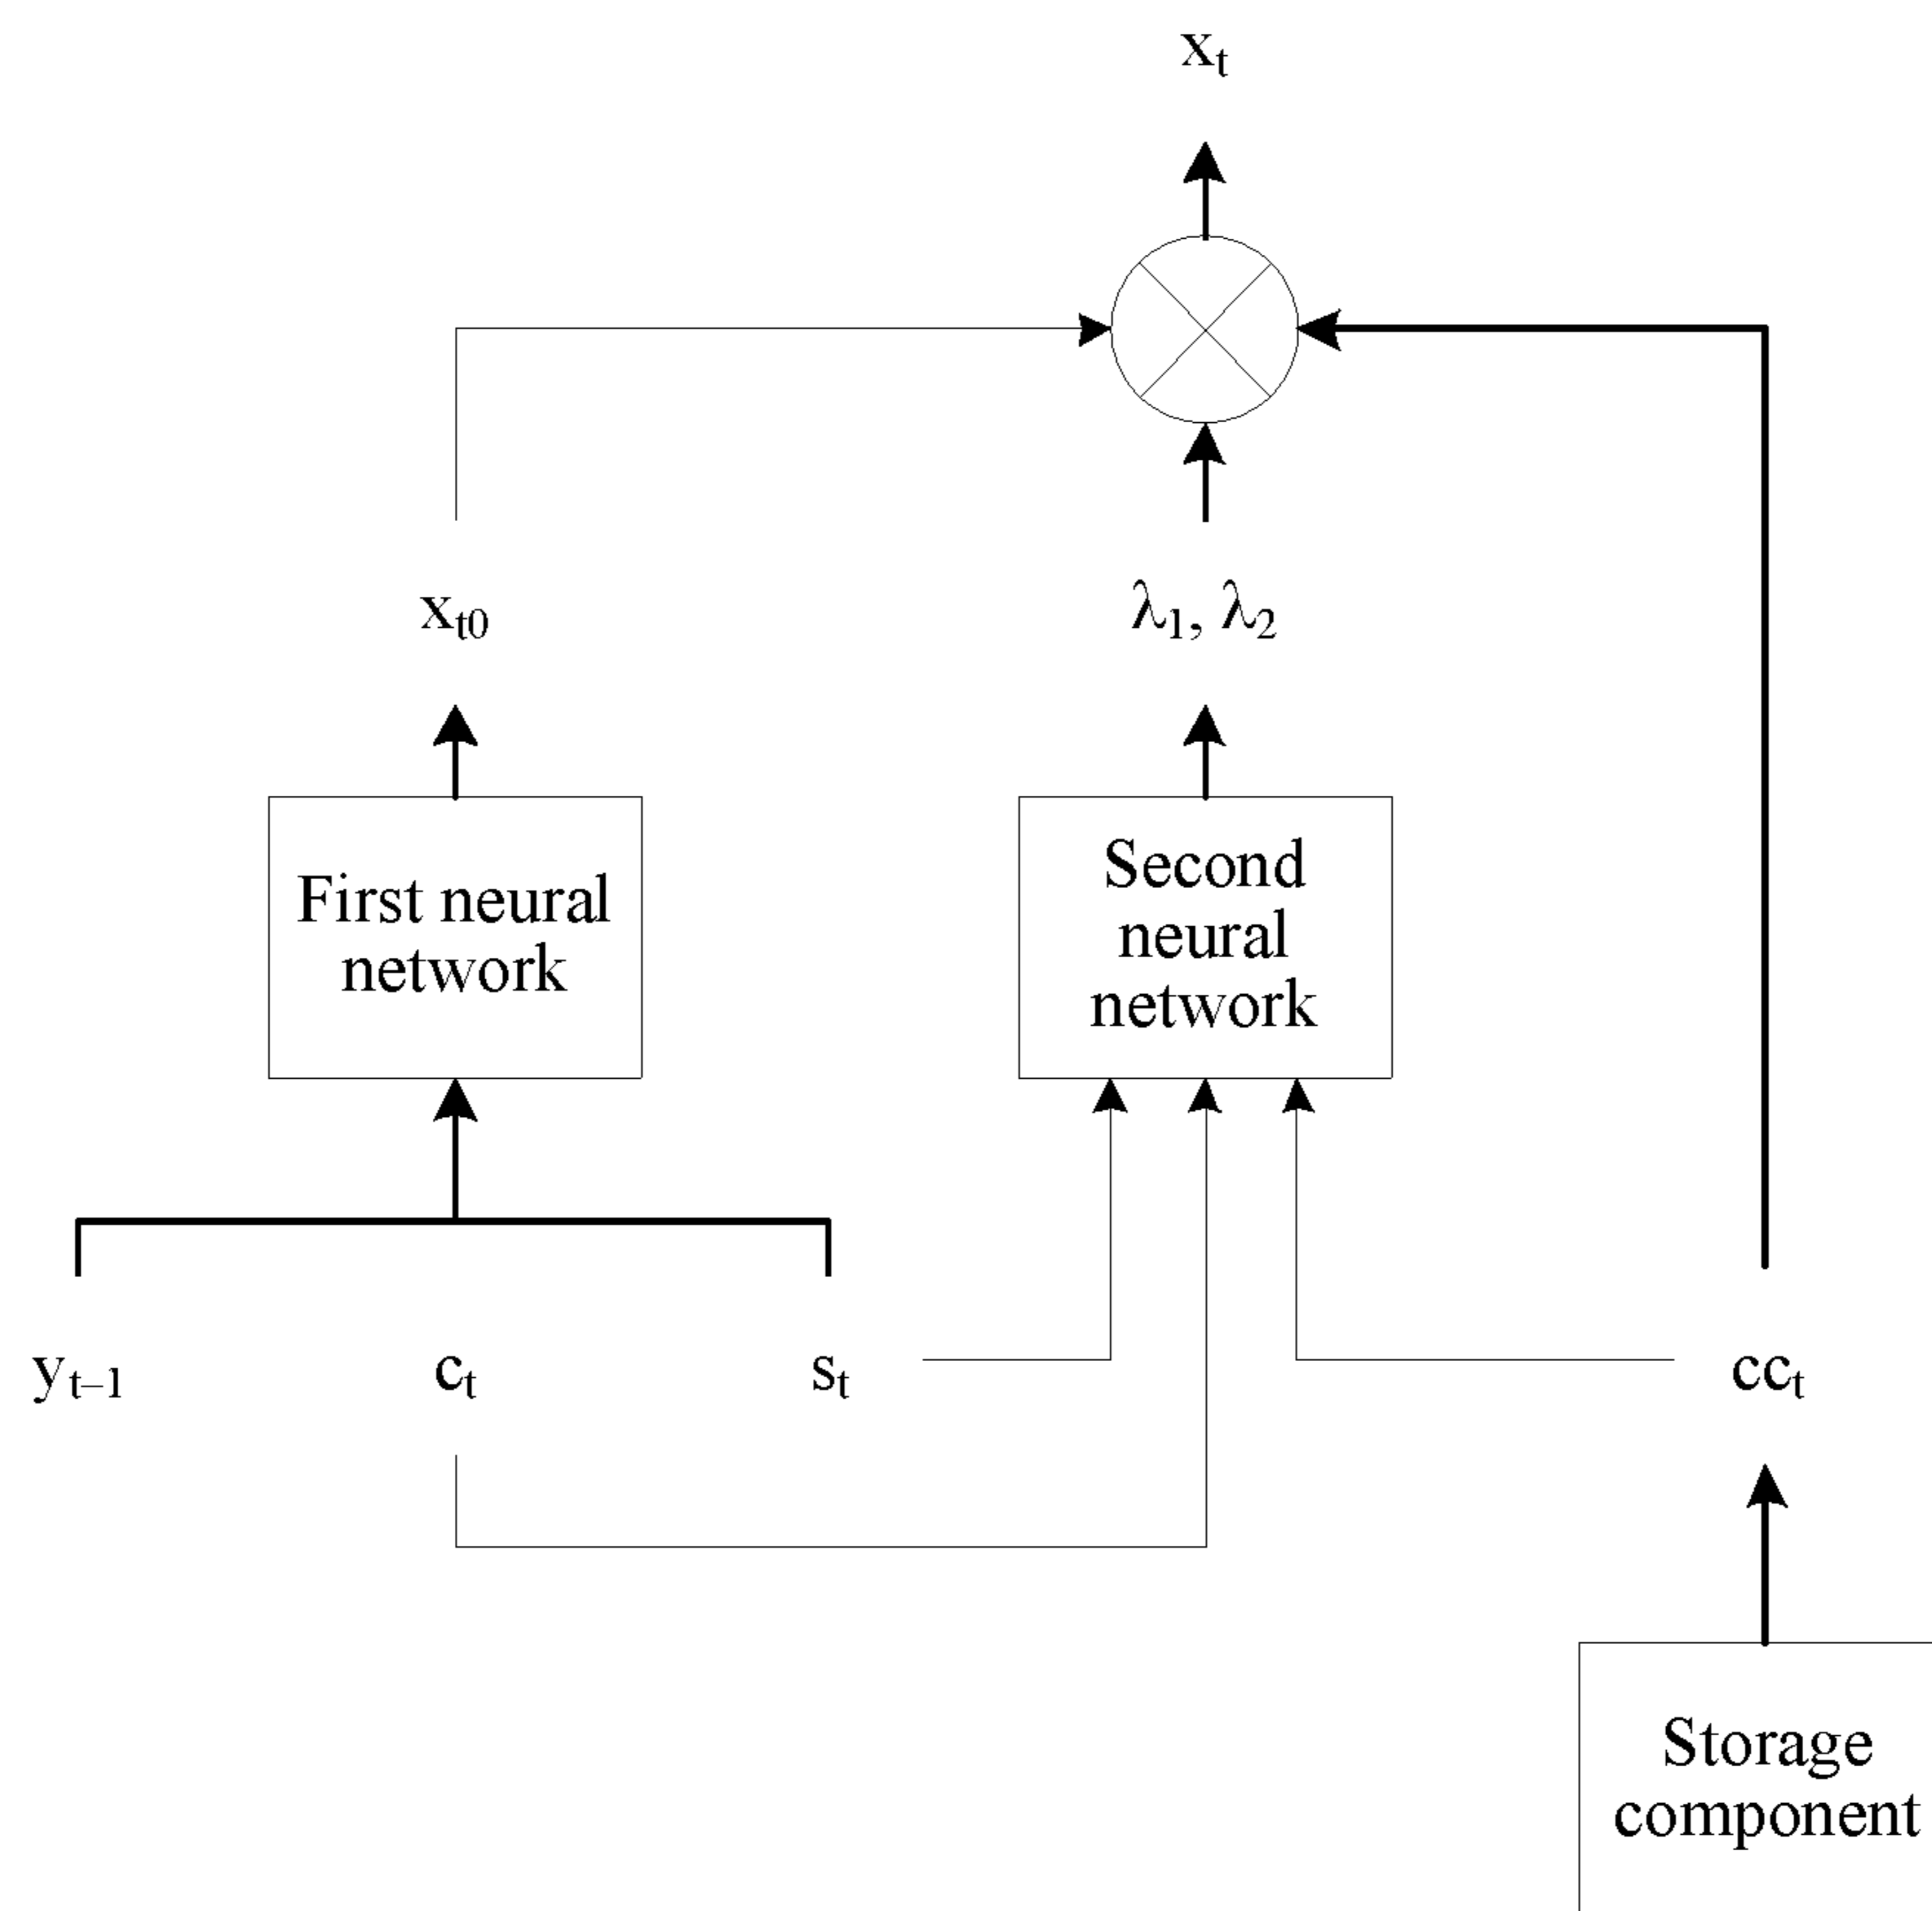 xt
xt0
λ1, λ2
First neural
network
Second
neural
network
yt−1
ct
st
cct
Storage
component